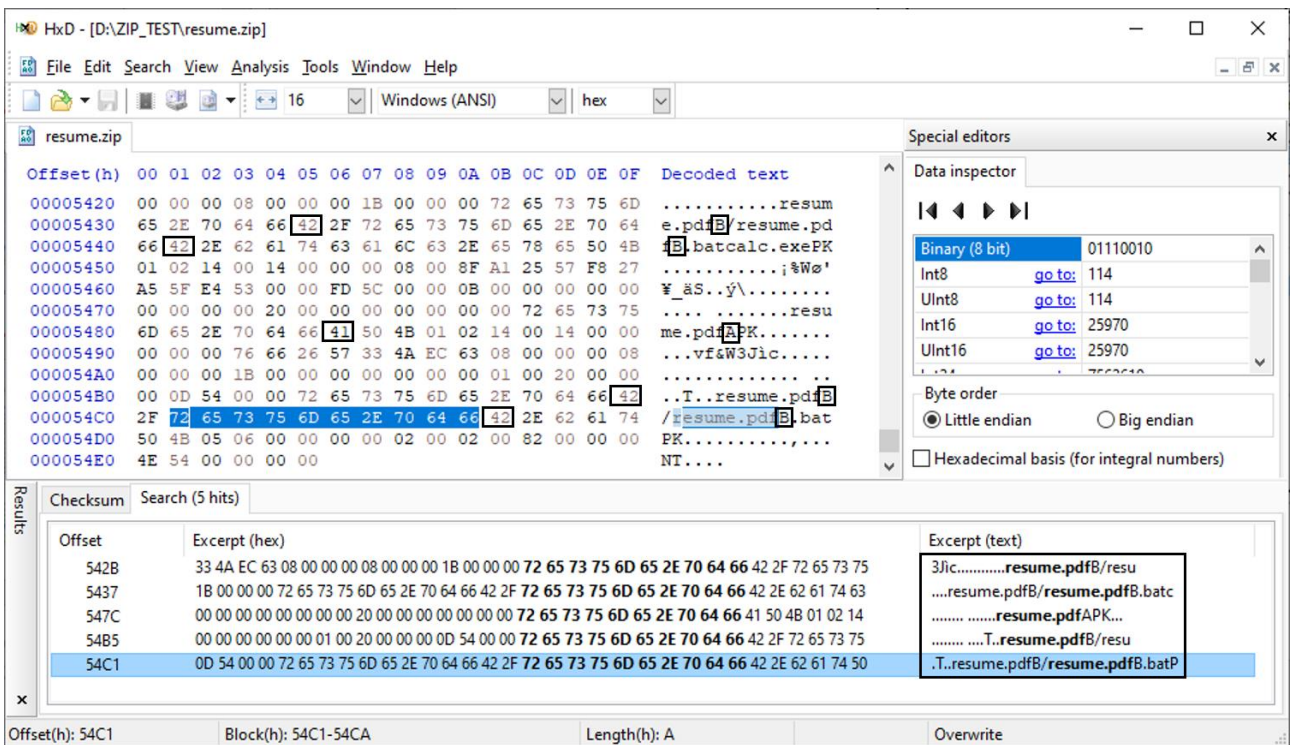 HxD - [D:\ZIP_TEST\resume.zip]
File Edit Search View Analysis Tools Window Help
16 Windows (ANSI) hex
resume.zip
Special editors
Offset(h) 00 01 02 03 04 05 06 07 08 09 0A 0B 0C 0D 0E 0F Decoded text
00005420 00 00 00 08 00 00 00 1B 00 00 00 72 65 73 75 6D ...........resum
00005430 65 2E 70 64 66 42 2F 72 65 73 75 6D 65 2E 70 64 e.pdfB/resume.pd
00005440 66 42 2E 62 61 74 63 61 6C 63 2E 65 78 65 50 4B fB.batcalc.exePK
00005450 01 02 14 00 14 00 00 00 08 00 8F A1 25 57 F8 27 ...........¡%Wø'
00005460 A5 5F E4 53 00 00 FD 5C 00 00 0B 00 00 00 00 00 ¥_äS..ý\........
00005470 00 00 00 00 20 00 00 00 00 00 00 00 72 65 73 75 .... .......resu
00005480 6D 65 2E 70 64 66 41 50 4B 01 02 14 00 14 00 00 me.pdfAPK.......
00005490 00 00 00 76 66 26 57 33 4A EC 63 08 00 00 00 08 ...vf&W3Jìc.....
000054A0 00 00 00 1B 00 00 00 00 00 00 00 01 00 20 00 00 ............. ..
000054B0 00 0D 54 00 00 72 65 73 75 6D 65 2E 70 64 66 42 ..T..resume.pdfB
000054C0 2F 72 65 73 75 6D 65 2E 70 64 66 42 2E 62 61 74 /resume.pdfB.bat
000054D0 50 4B 05 06 00 00 00 00 02 00 02 00 82 00 00 00 PK..........,...
000054E0 4E 54 00 00 00 00 NT....
Data inspector
Binary (8 bit) 01110010
Int8 go to: 114
UInt8 go to: 114
Int16 go to: 25970
UInt16 go to: 25970
Byte order
Little endian Big endian
Hexadecimal basis (for integral numbers)
Results
Checksum Search (5 hits)
Offset Excerpt (hex) Excerpt (text)
542B 33 4A EC 63 08 00 00 00 08 00 00 00 1B 00 00 00 72 65 73 75 6D 65 2E 70 64 66 42 2F 72 65 73 75 3Jìc............resume.pdfB/resu
5437 1B 00 00 00 72 65 73 75 6D 65 2E 70 64 66 42 2F 72 65 73 75 6D 65 2E 70 64 66 42 2E 62 61 74 63 ....resume.pdfB/resume.pdfB.batc
547C 00 00 00 00 00 00 00 00 20 00 00 00 00 00 00 00 72 65 73 75 6D 65 2E 70 64 66 41 50 4B 01 02 14 ........ .......resume.pdfAPK...
54B5 00 00 00 00 00 00 01 00 20 00 00 00 0D 54 00 00 72 65 73 75 6D 65 2E 70 64 66 42 2F 72 65 73 75 ........ ....T..resume.pdfB/resu
54C1 0D 54 00 00 72 65 73 75 6D 65 2E 70 64 66 42 2F 72 65 73 75 6D 65 2E 70 64 66 42 2E 62 61 74 50 .T..resume.pdfB/resume.pdfB.batP
Offset(h): 54C1 Block(h): 54C1-54CA Length(h): A Overwrite